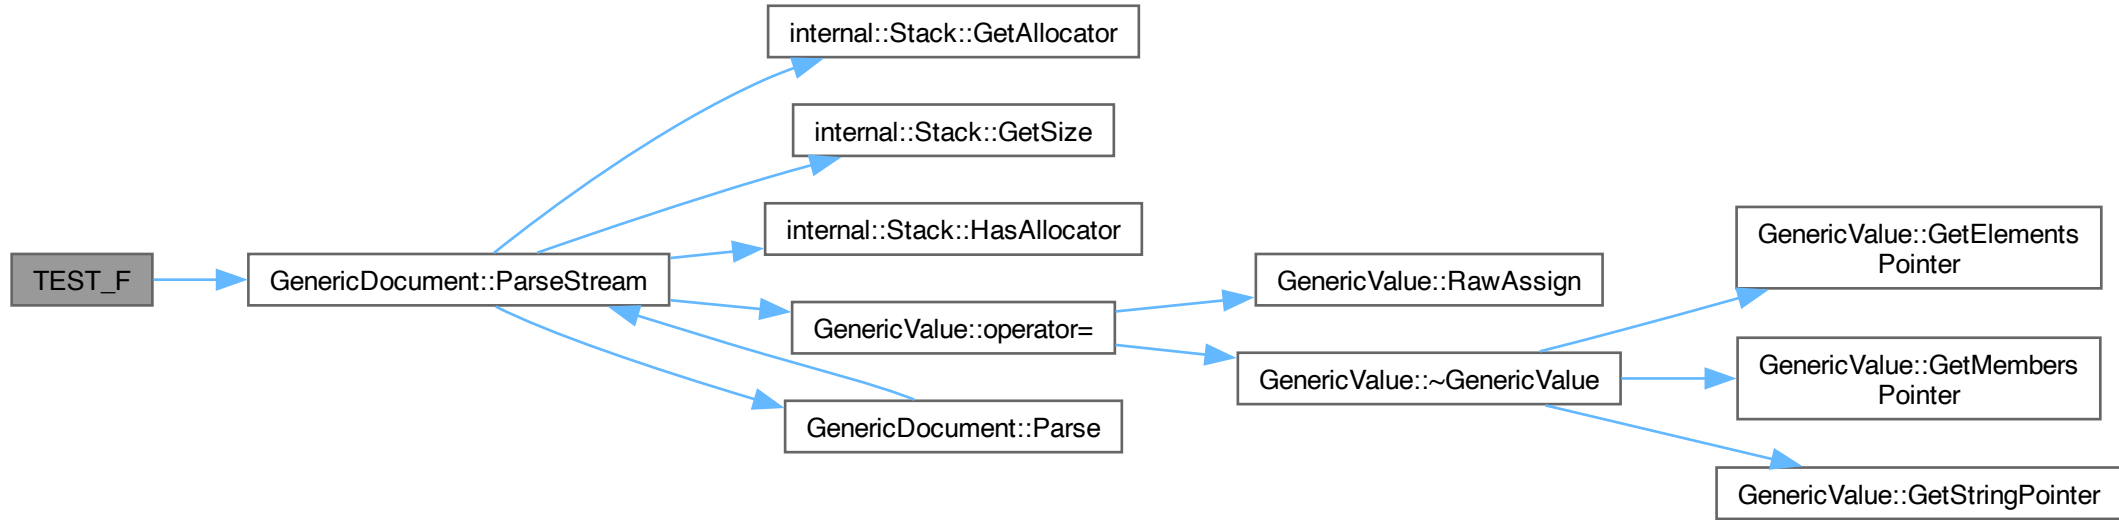 internal::Stack::GetAllocator
internal::Stack::GetSize
internal::Stack::HasAllocator
GenericValue::GetElements
Pointer
TEST_F
GenericDocument::ParseStream
GenericValue::RawAssign
GenericValue::operator=
GenericValue::~GenericValue
GenericValue::GetMembers
Pointer
GenericDocument::Parse
GenericValue::GetStringPointer